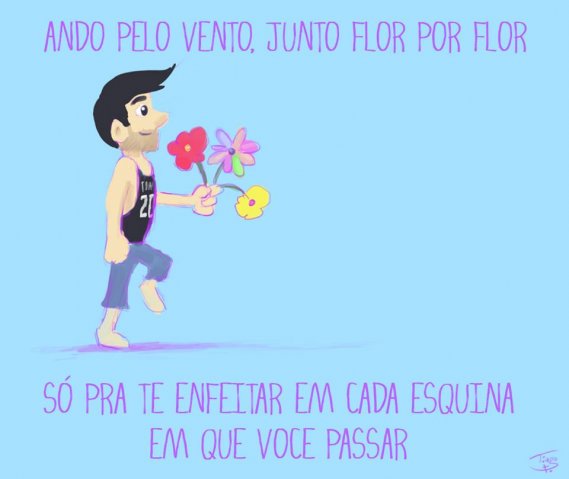 ANDO PELO VENTO, JUNTO FLOR POR FLOR
20
SÓ PRA TE ENFEITAR EM CADA ESQUINA
EM QUE VOCE PASSAR